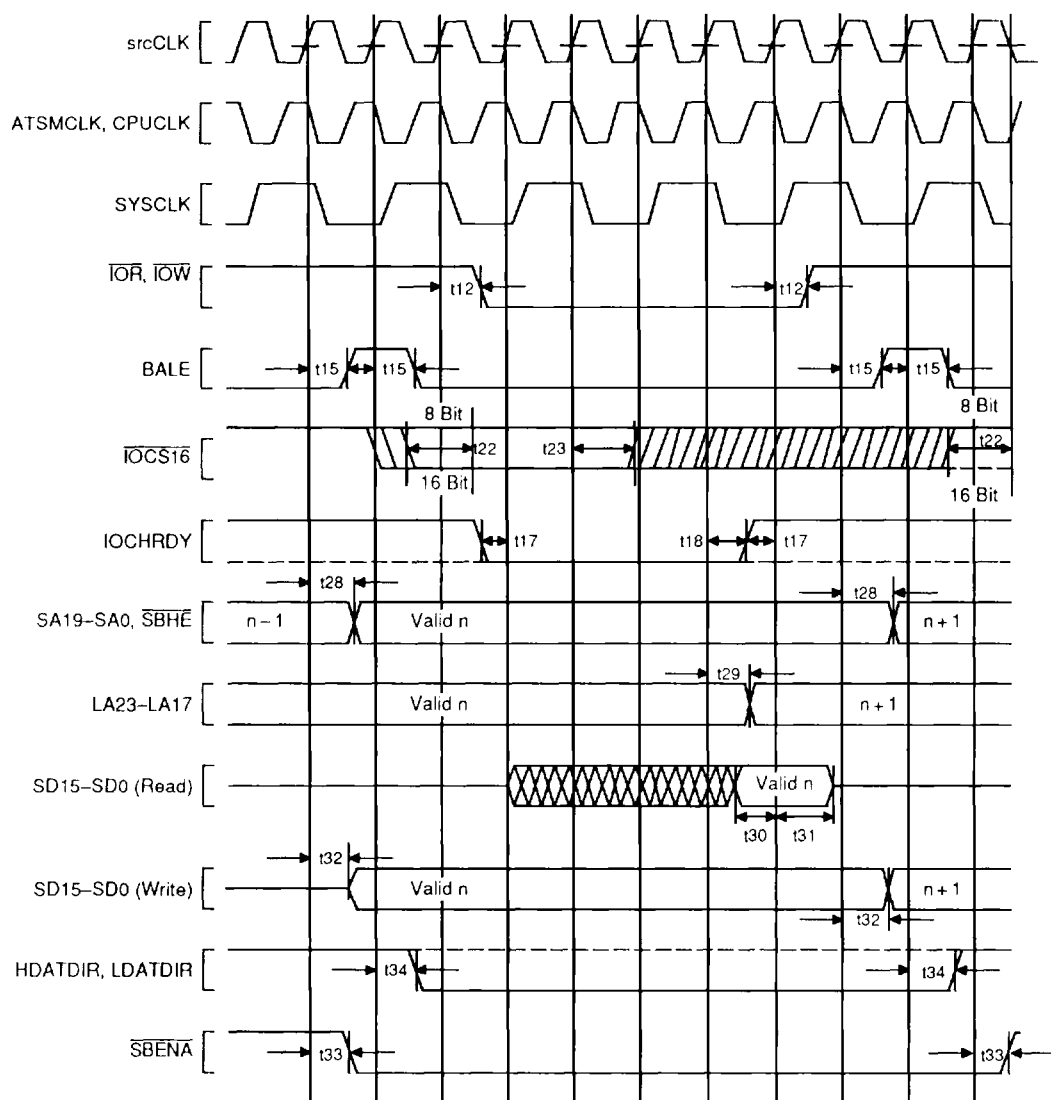 srcCLK
ATSMCLK, CPUCLK
SYSCLK
IOR, IOW
t12 t12
BALE
t15 t15 t15 t15
8 Bit 8 Bit
IOCS16
t22 t23 t22
16 Bit 16 Bit
IOCHRDY
t17 t18 t17
t28 t28
SA19–SA0, SBHE
n – 1 Valid n n + 1
t29
LA23–LA17
Valid n n + 1
SD15–SD0 (Read)
Valid n
t30 t31
t32
SD15–SD0 (Write)
Valid n n + 1
t32
HDATDIR, LDATDIR
t34 t34
SBENA
t33 t33